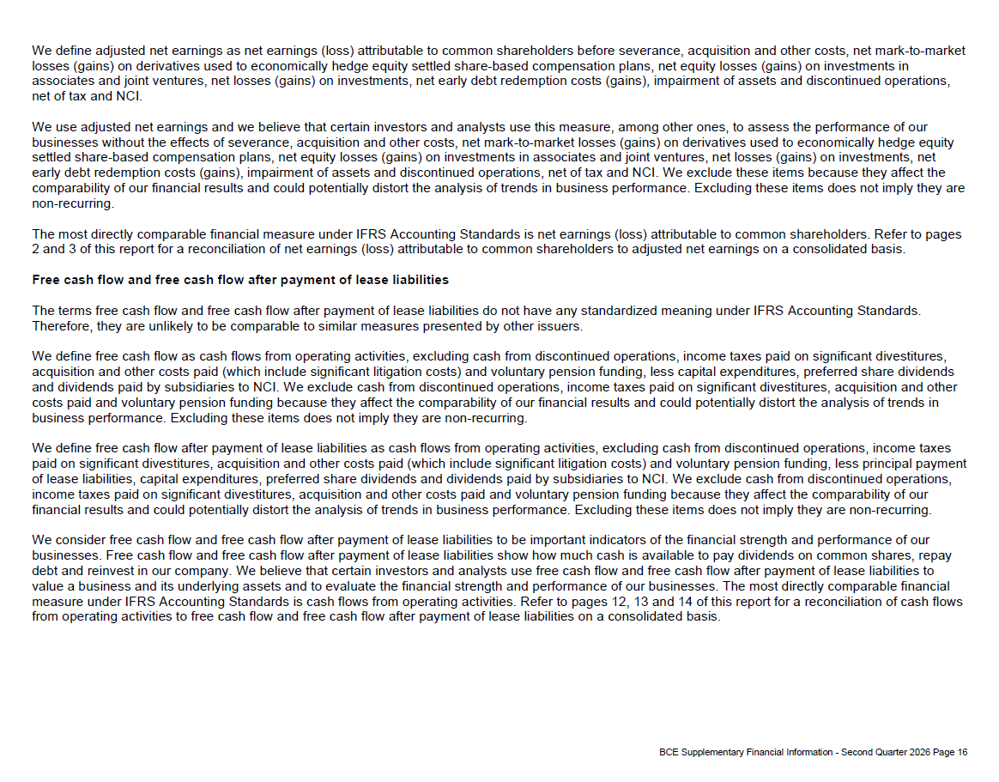 We define adjusted net earnings as net earnings (loss) attributable to common shareholders before severance, acquisition and other costs, net mark-to-market
losses (gains) on derivatives used to economically hedge equity settled share-based compensation plans, net equity losses (gains) on investments in
associates and joint ventures, net losses (gains) on investments, net early debt redemption costs (gains), impairment of assets and discontinued operations,
net of tax and NCI.
We use adjusted net earnings and we believe that certain investors and analysts use this measure, among other ones, to assess the performance of our
businesses without the effects of severance, acquisition and other costs, net mark-to-market losses (gains) on derivatives used to economically hedge equity
settled share-based compensation plans, net equity losses (gains) on investments in associates and joint ventures, net losses (gains) on investments, net
early debt redemption costs (gains), impairment of assets and discontinued operations, net of tax and NCI. We exclude these items because they affect the
comparability of our financial results and could potentially distort the analysis of trends in business performance. Excluding these items does not imply they are
non-recurring.
The most directly comparable financial measure under IFRS Accounting Standards is net earnings (loss) attributable to common shareholders. Refer to pages
2 and 3 of this report for a reconciliation of net earnings (loss) attributable to common shareholders to adjusted net earnings on a consolidated basis.
Free cash flow and free cash flow after payment of lease liabilities
The terms free cash flow and free cash flow after payment of lease liabilities do not have any standardized meaning under IFRS Accounting Standards.
Therefore, they are unlikely to be comparable to similar measures presented by other issuers.
We define free cash flow as cash flows from operating activities, excluding cash from discontinued operations, income taxes paid on significant divestitures,
acquisition and other costs paid (which include significant litigation costs) and voluntary pension funding, less capital expenditures, preferred share dividends
and dividends paid by subsidiaries to NCI. We exclude cash from discontinued operations, income taxes paid on significant divestitures, acquisition and other
costs paid and voluntary pension funding because they affect the comparability of our financial results and could potentially distort the analysis of trends in
business performance. Excluding these items does not imply they are non-recurring.
We define free cash flow after payment of lease liabilities as cash flows from operating activities, excluding cash from discontinued operations, income taxes
paid on significant divestitures, acquisition and other costs paid (which include significant litigation costs) and voluntary pension funding, less principal payment
of lease liabilities, capital expenditures, preferred share dividends and dividends paid by subsidiaries to NCI. We exclude cash from discontinued operations,
income taxes paid on significant divestitures, acquisition and other costs paid and voluntary pension funding because they affect the comparability of our
financial results and could potentially distort the analysis of trends in business performance. Excluding these items does not imply they are non-recurring.
We consider free cash flow and free cash flow after payment of lease liabilities to be important indicators of the financial strength and performance of our
businesses. Free cash flow and free cash flow after payment of lease liabilities show how much cash is available to pay dividends on common shares, repay
debt and reinvest in our company. We believe that certain investors and analysts use free cash flow and free cash flow after payment of lease liabilities to
value a business and its underlying assets and to evaluate the financial strength and performance of our businesses. The most directly comparable financial
measure under IFRS Accounting Standards is cash flows from operating activities. Refer to pages 12, 13 and 14 of this report for a reconciliation of cash flows
from operating activities to free cash flow and free cash flow after payment of lease liabilities on a consolidated basis.
BCE Supplementary Financial Information - Second Quarter 2026 Page 16